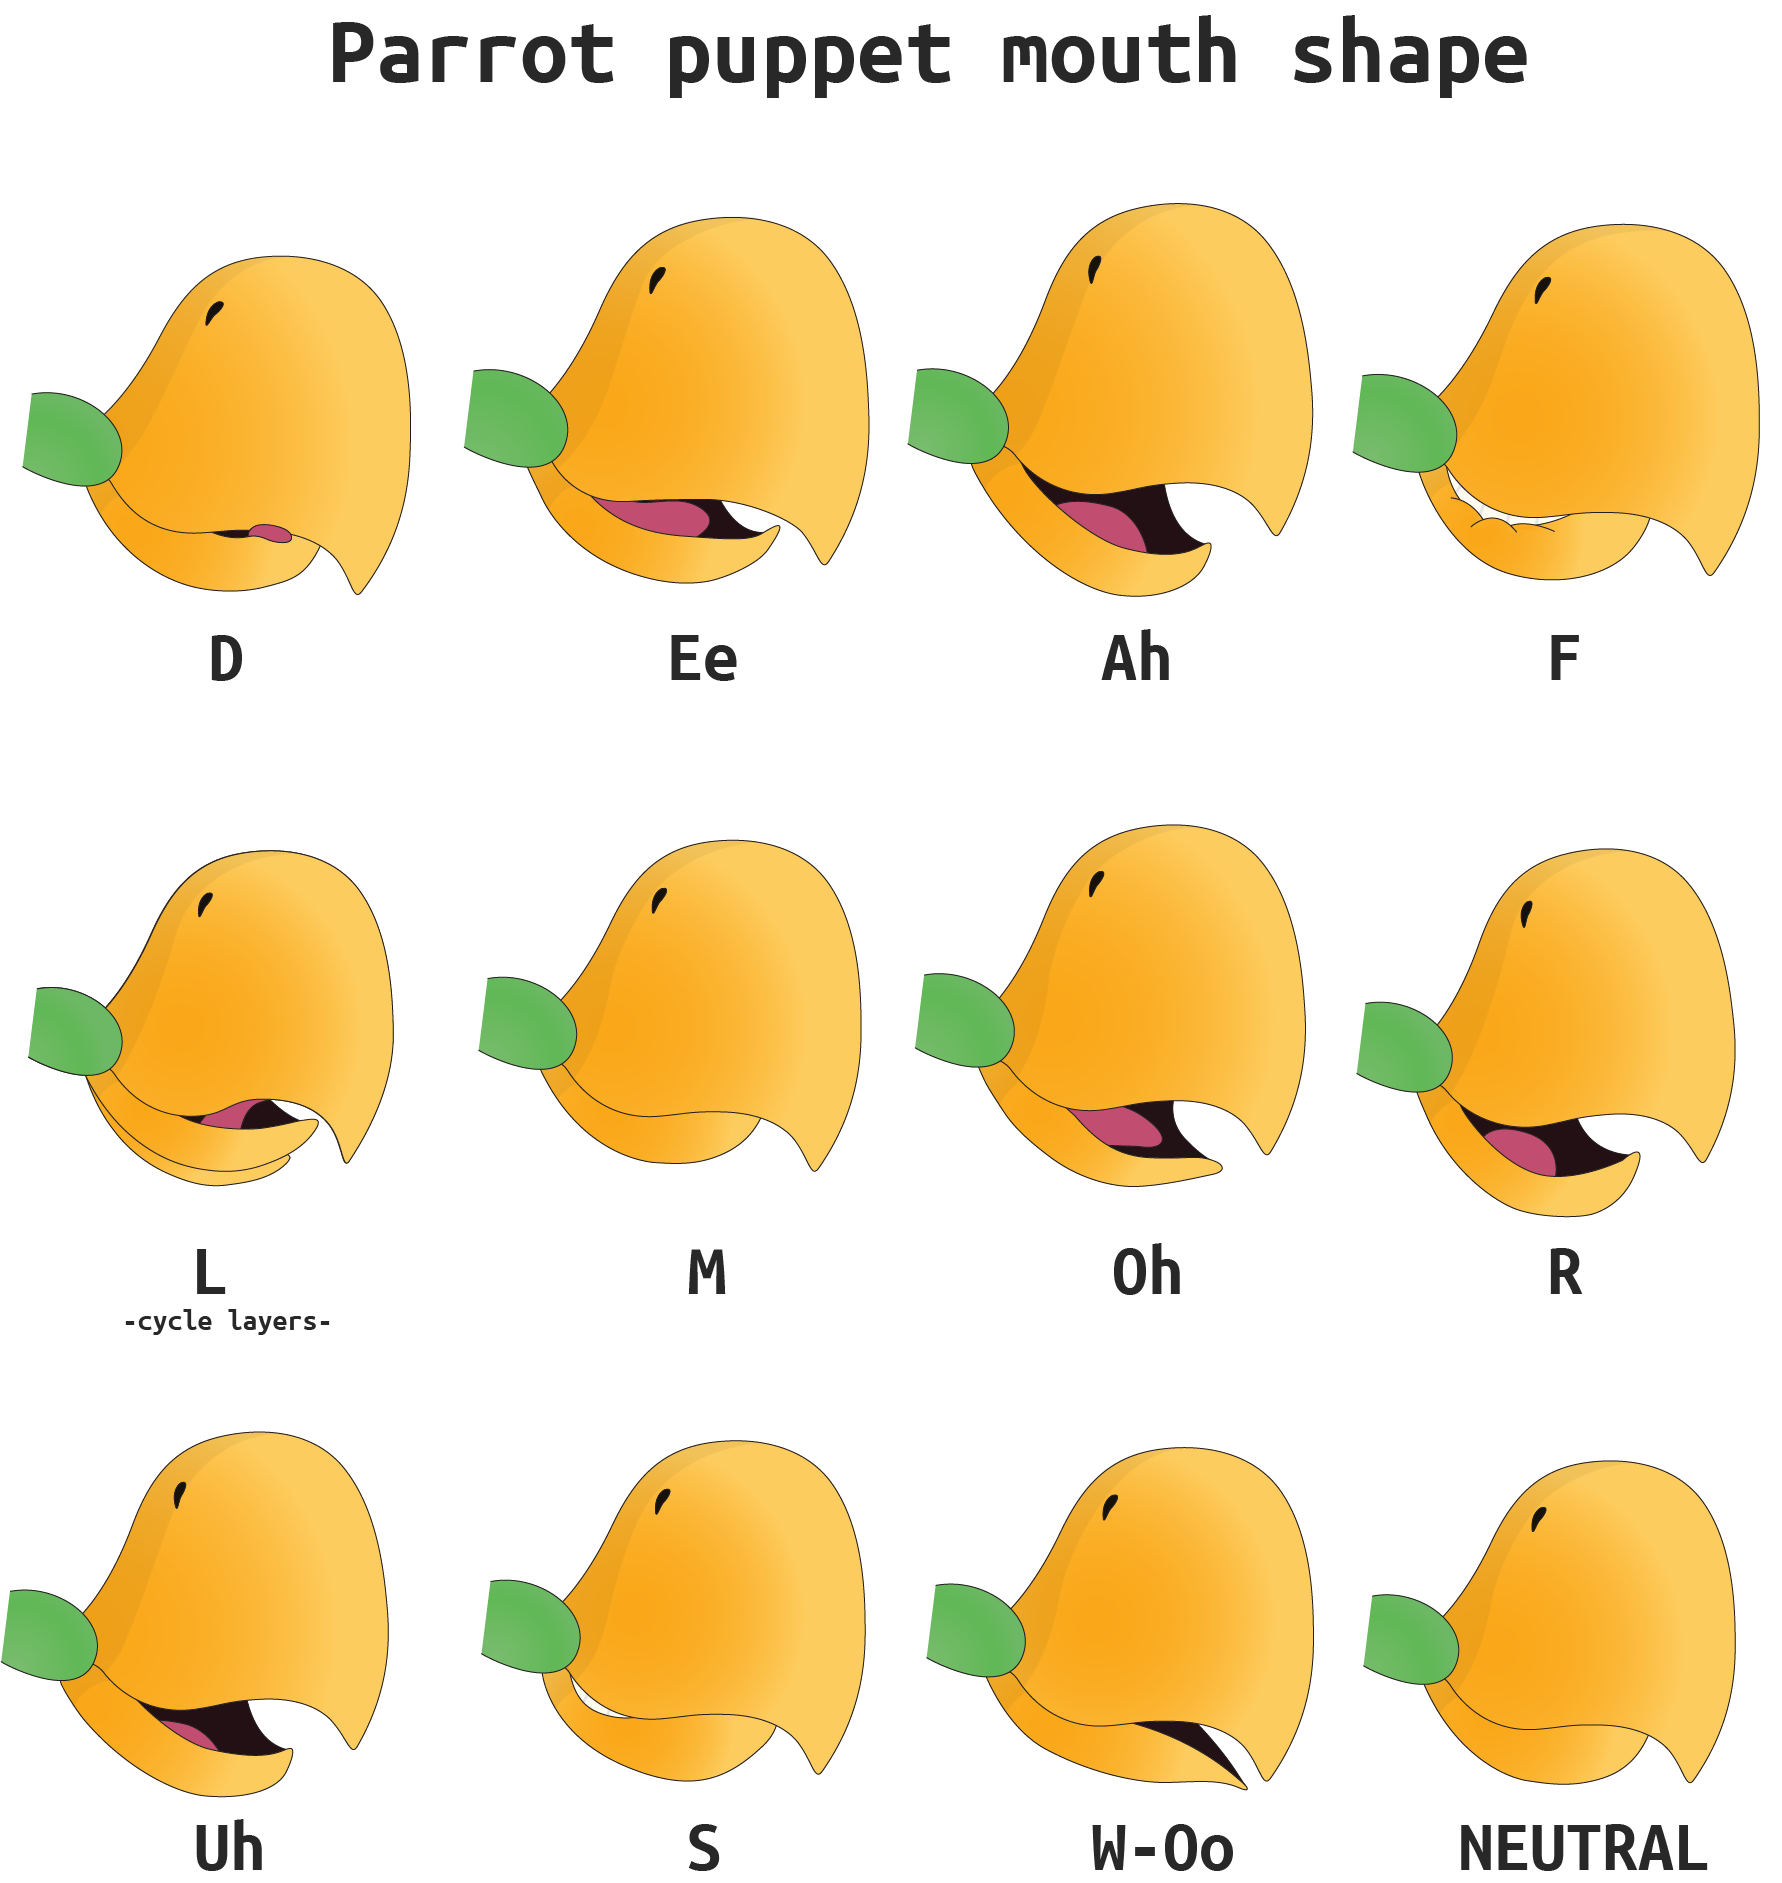 Parrot puppet mouth shape
D
Ee
Ah
F
L
-cycle layers-
M
Oh
R
Uh
S
W-Oo
NEUTRAL